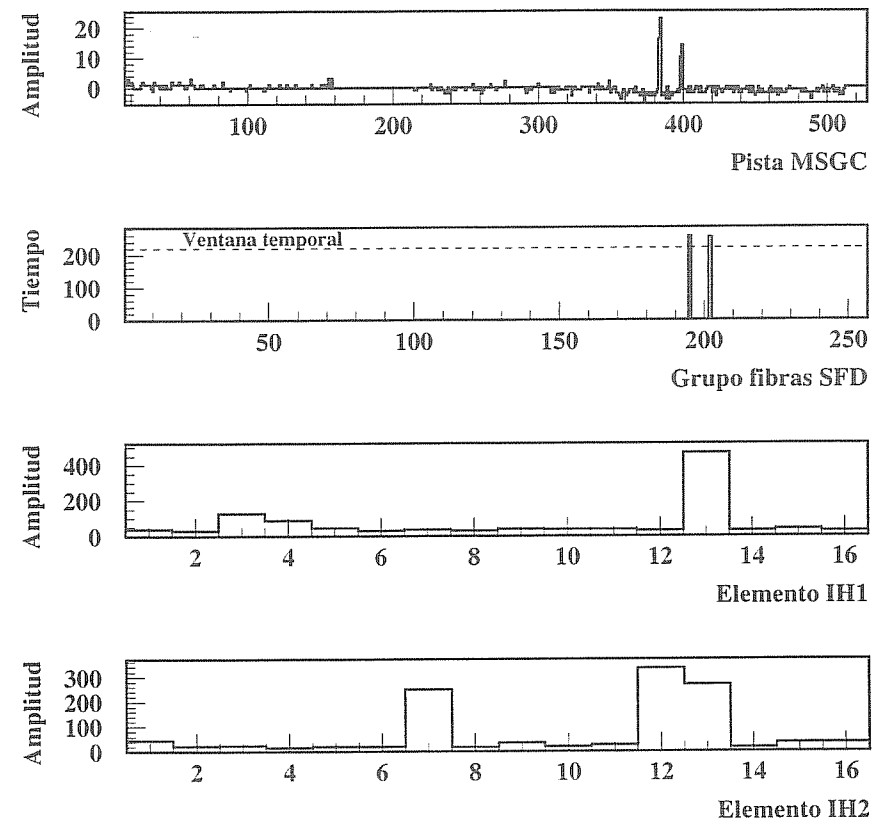 Amplitud
20
10
0
100 200 300 400 500
Pista MSGC
Tiempo
200
100
0
Ventana temporal
50 100 150 200 250
Grupo fibras SFD
Amplitud
400
200
0
2 4 6 8 10 12 14 16
Elemento IH1
Amplitud
300
200
100
0
2 4 6 8 10 12 14 16
Elemento IH2